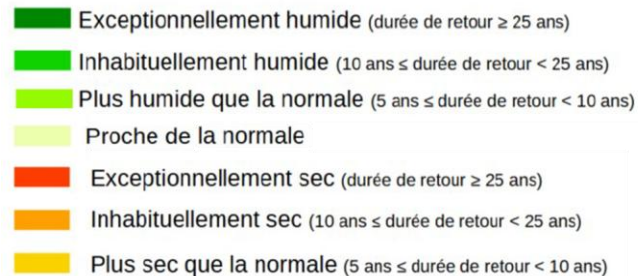 Exceptionnellement humide (durée de retour ≥ 25 ans)
Inhabituellement humide (10 ans ≤ durée de retour < 25 ans)
Plus humide que la normale (5 ans ≤ durée de retour < 10 ans)
Proche de la normale
Exceptionnellement sec (durée de retour ≥ 25 ans)
Inhabituellement sec (10 ans ≤ durée de retour < 25 ans)
Plus sec que la normale (5 ans ≤ durée de retour < 10 ans)